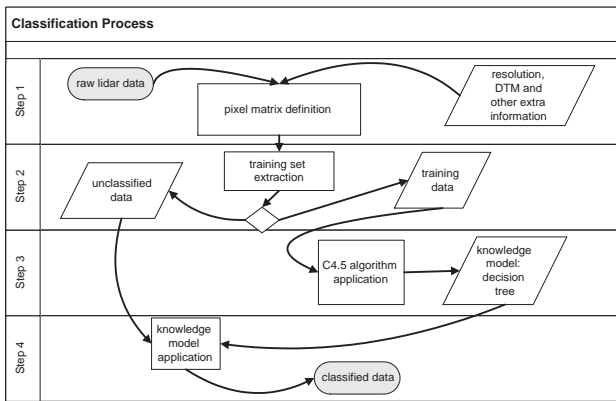 Classification Process
Step 1
raw lidar data
pixel matrix definition
resolution,
DTM and
other extra
information
Step 2
unclassified
data
training set
extraction
training
data
Step 3
C4.5 algorithm
application
knowledge
model:
decision
tree
Step 4
knowledge
model
application
classified data